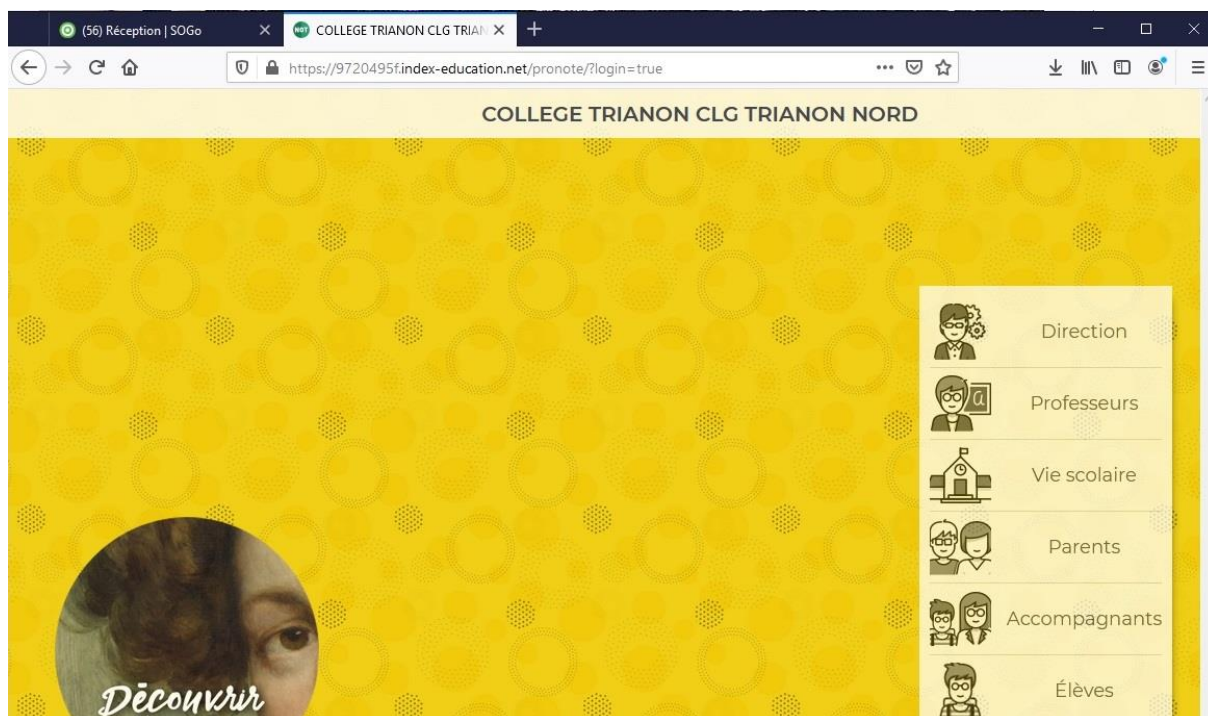 (56) Réception | SOGo
COLLEGE TRIANON CLG TRIAN
https://9720495f.index-education.net/pronote/?login=true
COLLEGE TRIANON CLG TRIANON NORD
Direction
a
Professeurs
Vie scolaire
Parents
Accompagnants
Élèves
Découvrir